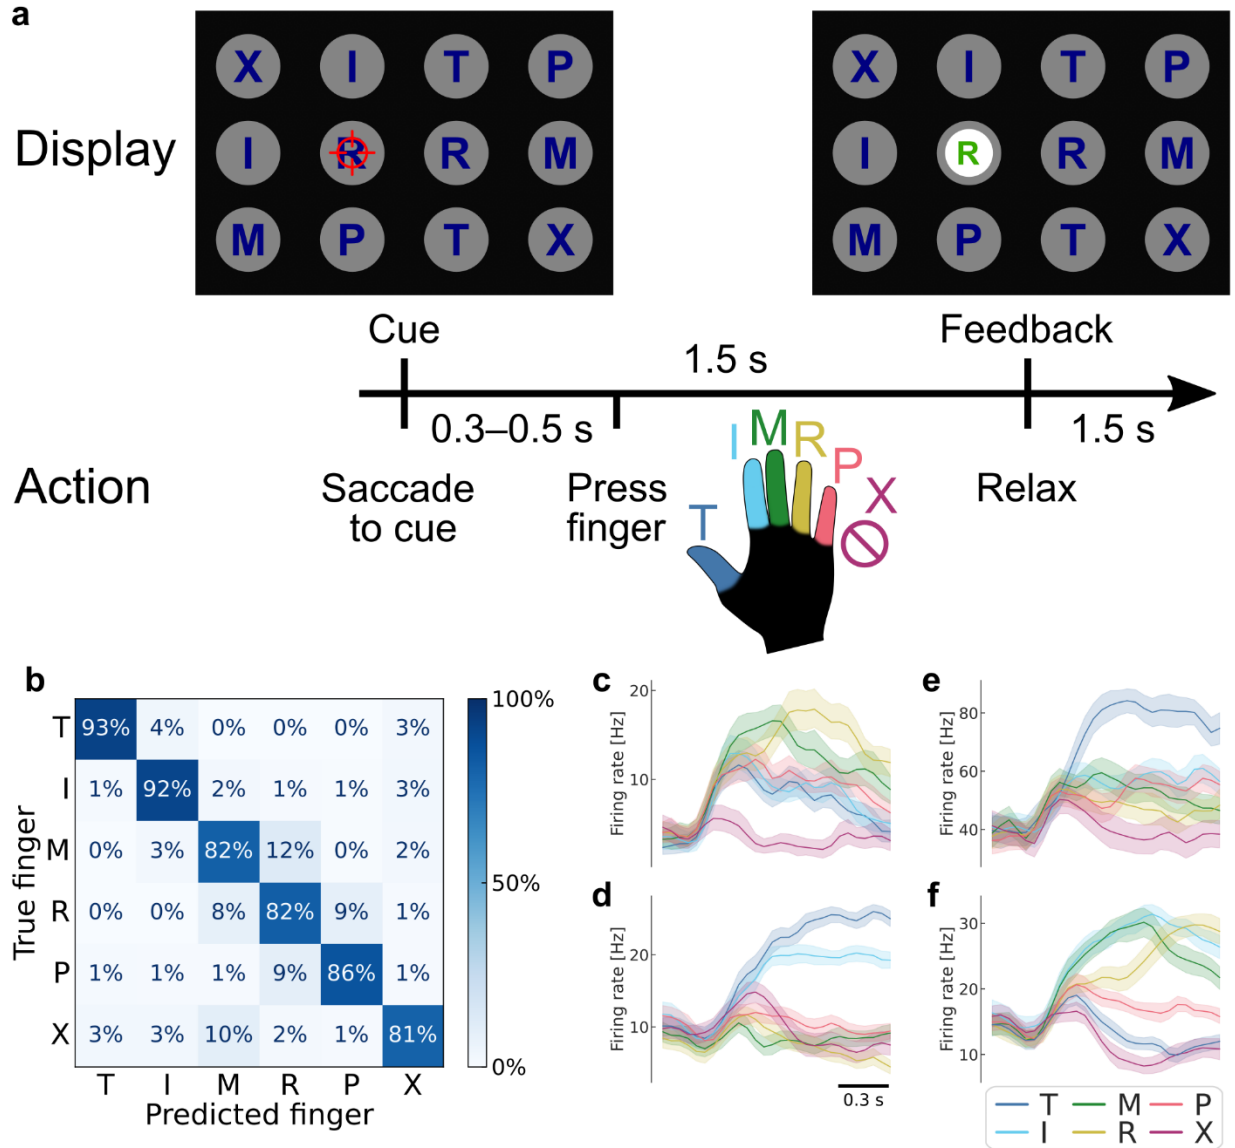 a
X I T P
X I T P
Display
I R R M
I R R M
M P T X
M P T X
Cue
Feedback
1.5 s
0.3–0.5 s
1.5 s
Action
Saccade
to cue
Press
finger
T I M R P X
Relax
b
T 93% 4% 0% 0% 0% 3%
I 1% 92% 2% 1% 1% 3%
M 0% 3% 82% 12% 0% 2%
R 0% 0% 8% 82% 9% 1%
P 1% 1% 1% 9% 86% 1%
X 3% 3% 10% 2% 1% 81%
T I M R P X
True finger
Predicted finger
100%
50%
0%
c
20
10
Firing rate [Hz]
e
80
60
40
Firing rate [Hz]
d
20
10
Firing rate [Hz]
0.3 s
f
30
20
10
Firing rate [Hz]
T M P
I R X